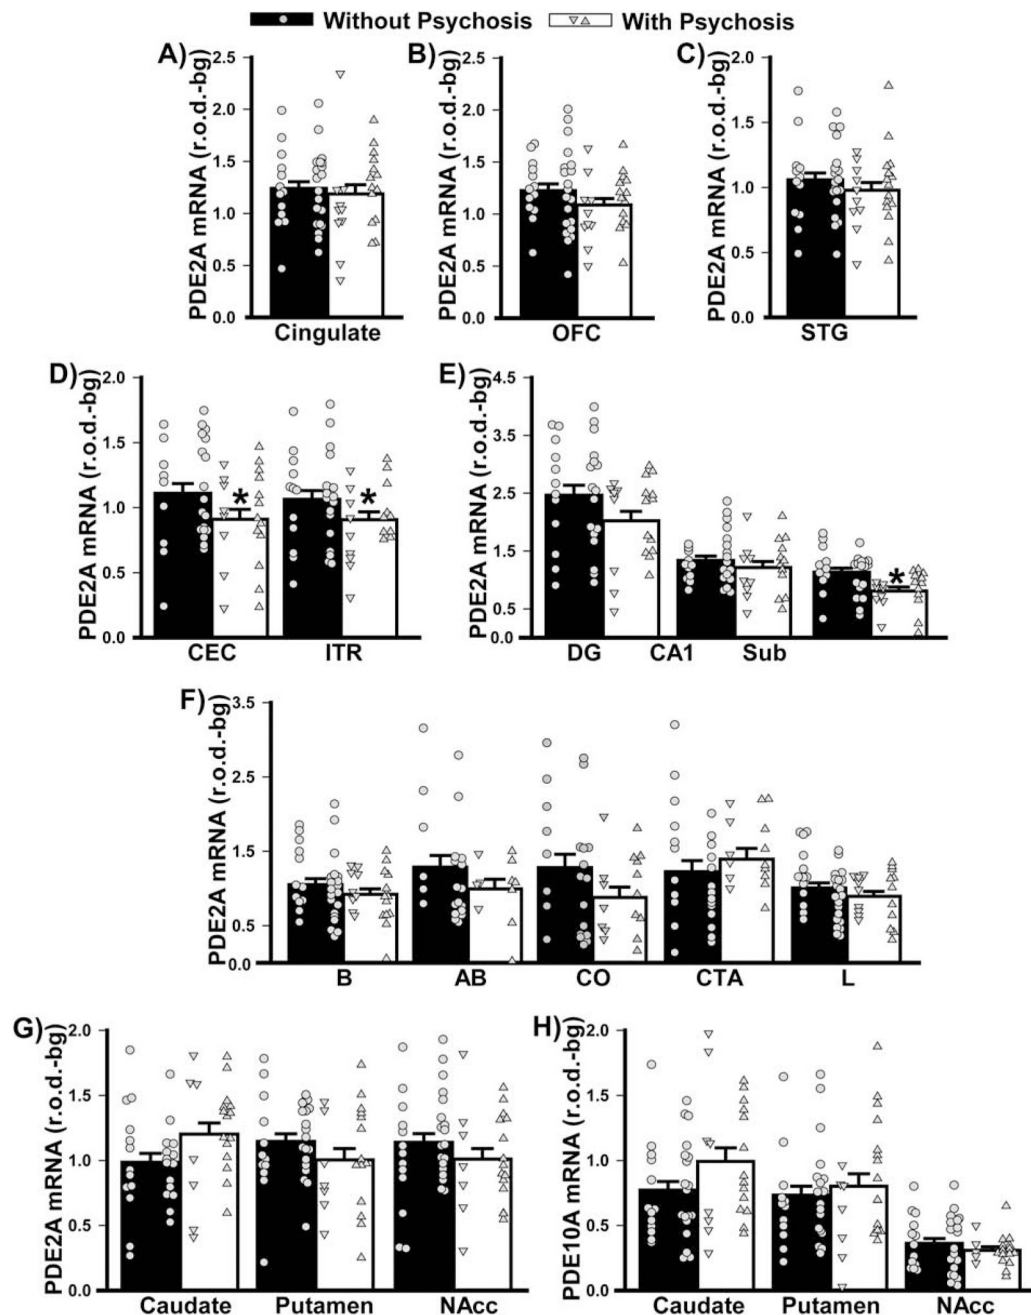 Without Psychosis With Psychosis
A) B) C)
PDE2A mRNA (r.o.d.-bg)
2.5
2.0
1.5
1.0
0.5
0.0
Cingulate
PDE2A mRNA (r.o.d.-bg)
2.5
2.0
1.5
1.0
0.5
0.0
OFC
PDE2A mRNA (r.o.d.-bg)
2.0
1.5
1.0
0.5
0.0
STG
D) E)
PDE2A mRNA (r.o.d.-bg)
2.0
1.5
1.0
0.5
0.0
* *
CEC ITR
PDE2A mRNA (r.o.d.-bg)
4.5
3.5
2.5
1.5
0.5
0.0
*
DG CA1 Sub
F)
PDE2A mRNA (r.o.d.-bg)
3.5
2.5
1.5
0.5
0.0
B AB CO CTA L
G) H)
PDE2A mRNA (r.o.d.-bg)
2.0
1.5
1.0
0.5
0.0
Caudate Putamen NAcc
PDE10A mRNA (r.o.d.-bg)
2.0
1.5
1.0
0.5
0.0
Caudate Putamen NAcc